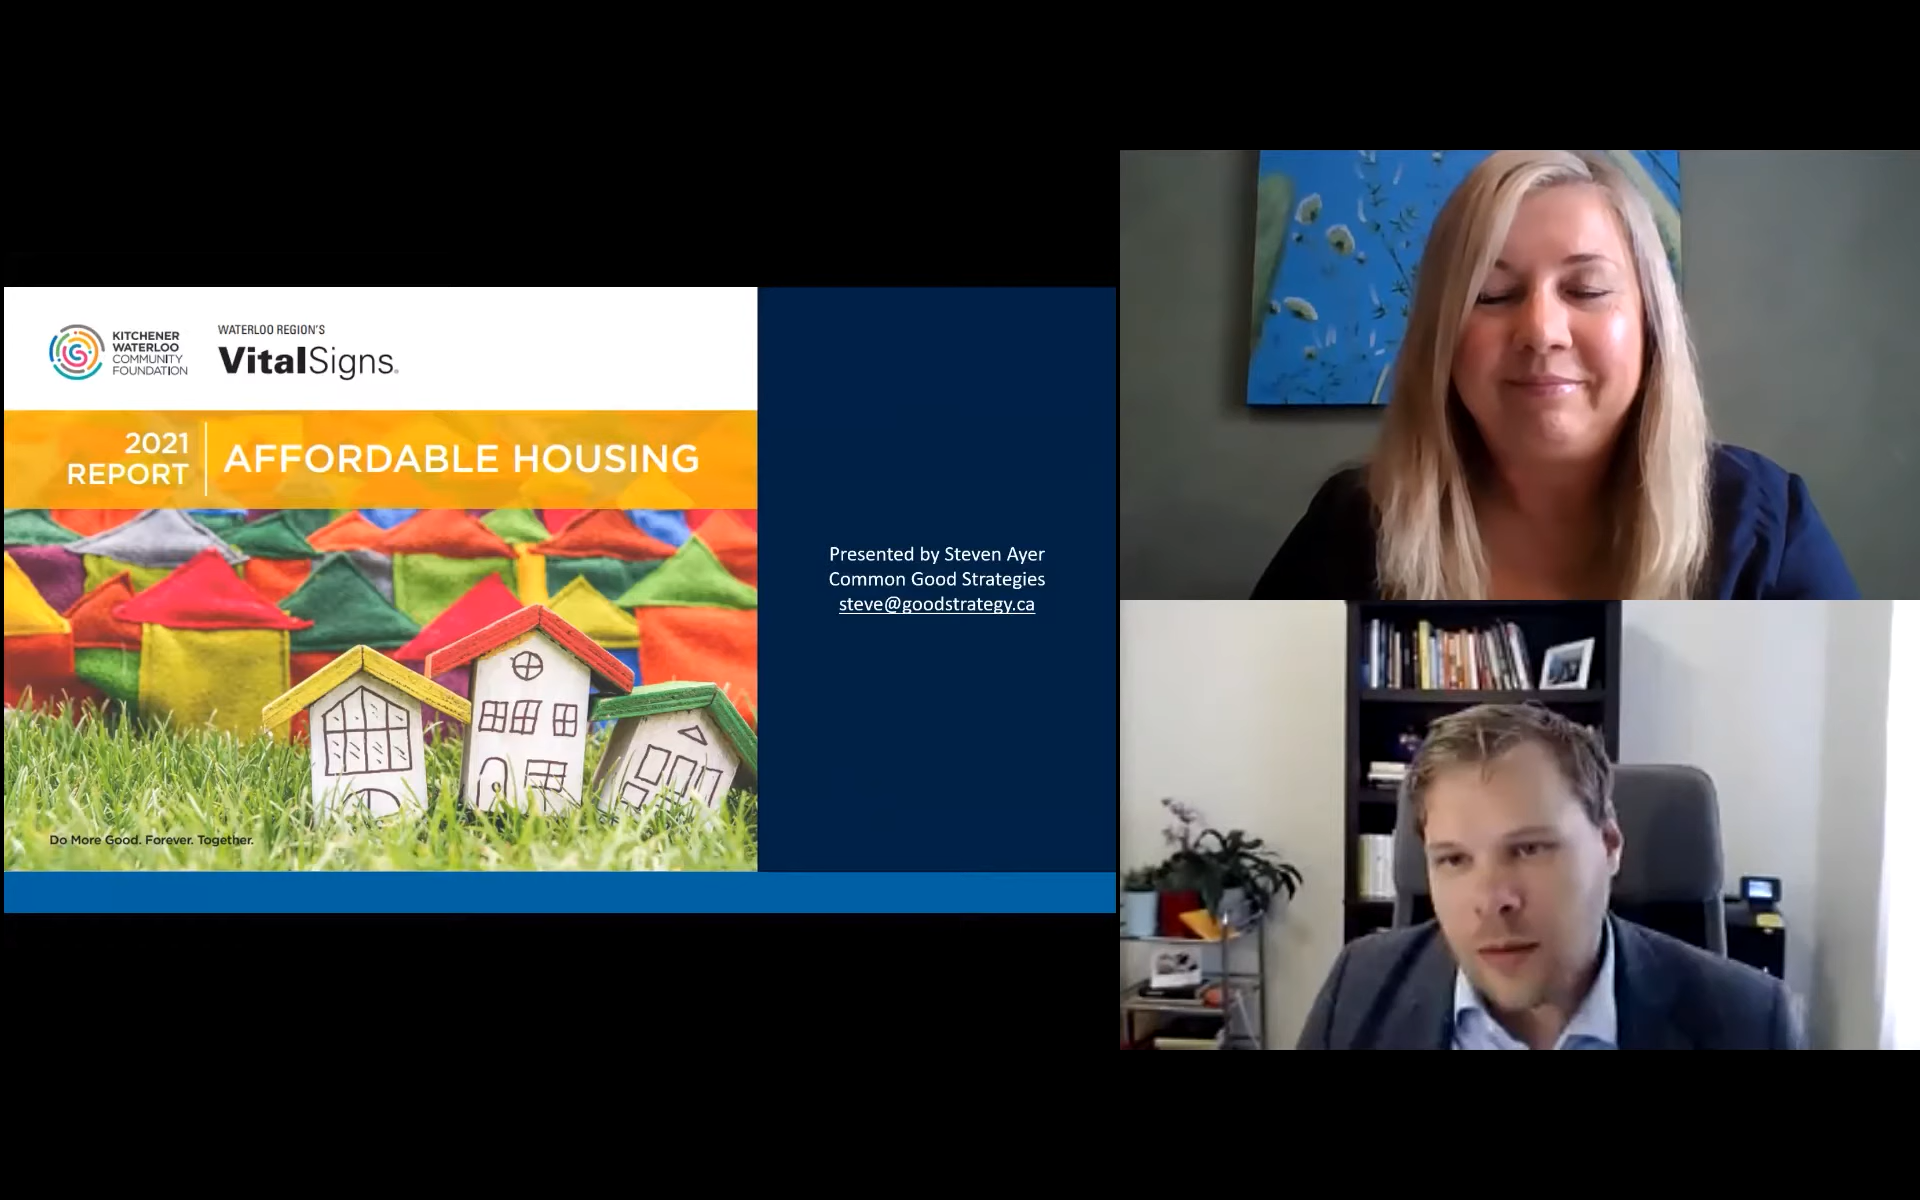 KITCHENER
WATERLOO
COMMUNITY
FOUNDATION
WATERLOO REGION'S
VitalSigns®
2021
REPORT
AFFORDABLE HOUSING
Do More Good. Forever. Together.
Presented by Steven Ayer
Common Good Strategies
steve@goodstrategy.ca